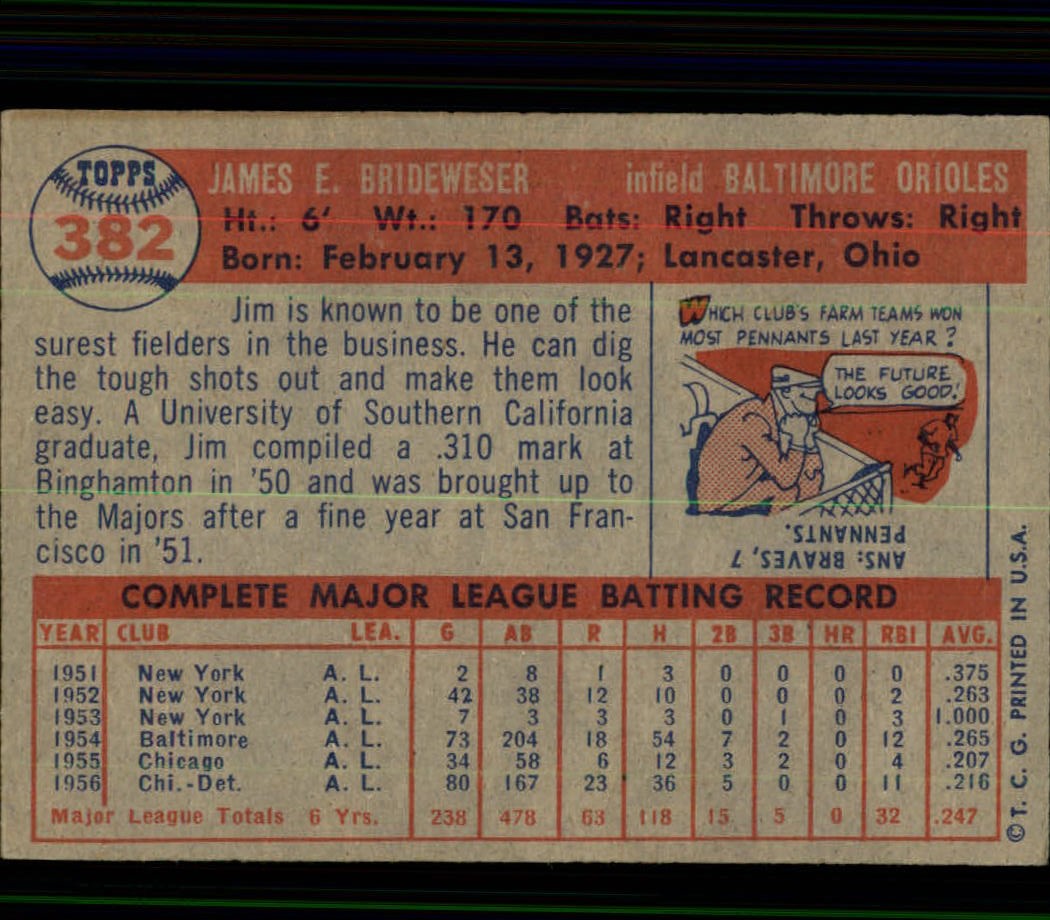 TOPPS
382
JAMES E. BRIDEWESER infield BALTIMORE ORIOLES
Ht.: 6' Wt.: 170 Bats: Right Throws: Right
Born: February 13, 1927; Lancaster, Ohio
Jim is known to be one of the
surest fielders in the business. He can dig
the tough shots out and make them look
easy. A University of Southern California
graduate, Jim compiled a .310 mark at
Binghamton in '50 and was brought up to
the Majors after a fine year at San Fran-
cisco in '51.
WHICH CLUB'S FARM TEAMS WON
MOST PENNANTS LAST YEAR?
THE FUTURE
LOOKS GOOD!
ANS: BRAVES, 7
PENNANTS.
COMPLETE MAJOR LEAGUE BATTING RECORD
YEAR CLUB LEA. G AB R H 2B 3B HR RBI AVG.
1951 New York A. L. 2 8 1 3 0 0 0 0 .375
1952 New York A. L. 42 38 12 10 0 0 0 2 .263
1953 New York A. L. 7 3 3 3 0 1 0 3 1.000
1954 Baltimore A. L. 73 204 18 54 7 2 0 12 .265
1955 Chicago A. L. 34 58 6 12 3 2 0 4 .207
1956 Chi.-Det. A. L. 80 167 23 36 5 0 0 11 .216
Major League Totals 6 Yrs. 238 478 63 118 15 5 0 32 .247
© T. C. G. PRINTED IN U.S.A.